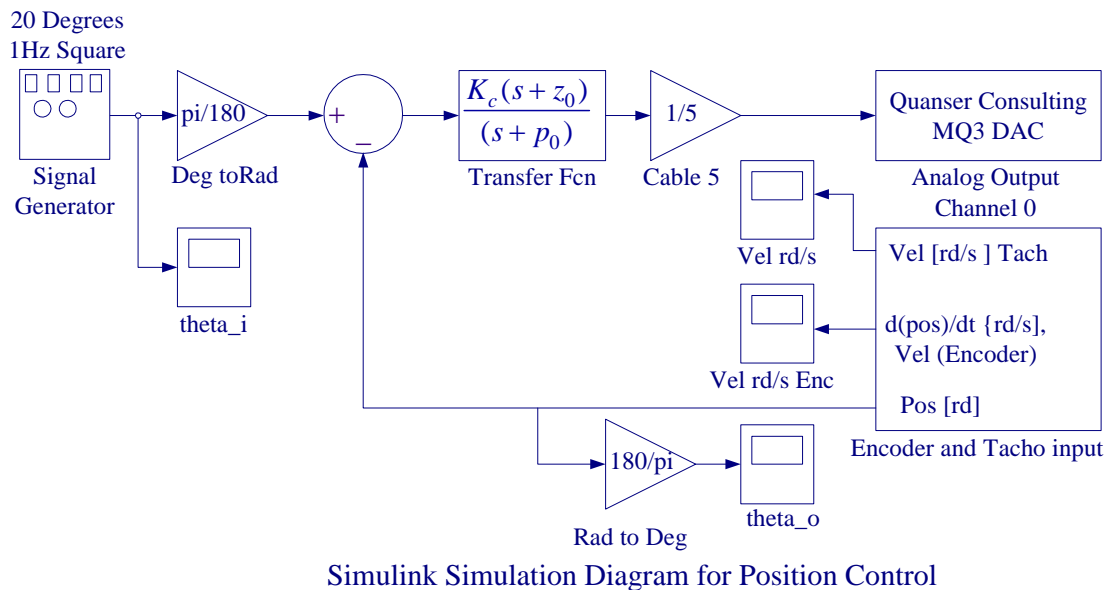 20 Degrees
1Hz Square
Signal
Generator
pi/180
Deg toRad
theta_i
+
−
K_c(s + z_0)
(s + p_0)
Transfer Fcn
1/5
Cable 5
Quanser Consulting
MQ3 DAC
Analog Output
Channel 0
Vel rd/s
Vel [rd/s ] Tach
d(pos)/dt {rd/s],
Vel (Encoder)
Vel rd/s Enc
Pos [rd]
Encoder and Tacho input
180/pi
Rad to Deg
theta_o
Simulink Simulation Diagram for Position Control